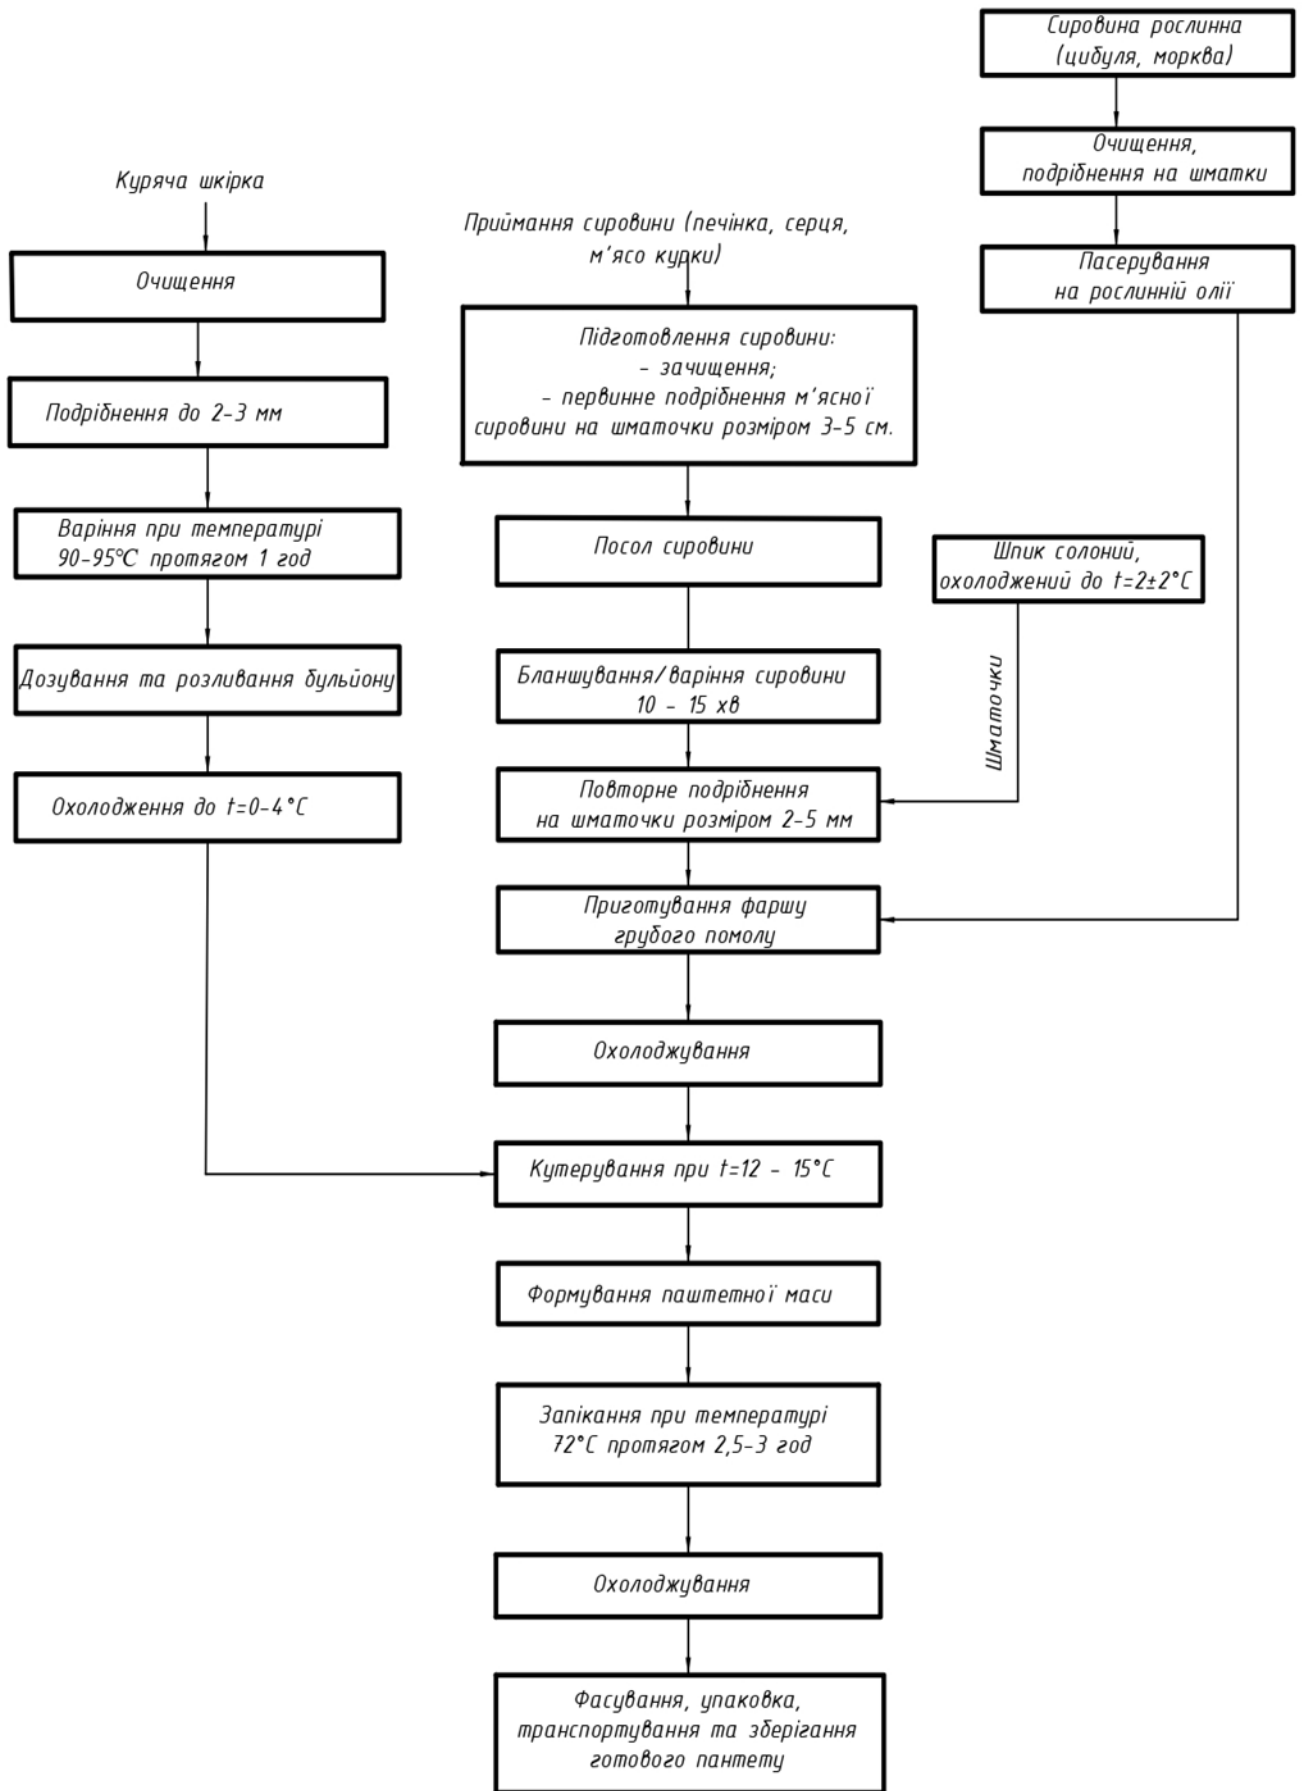 Сировина рослинна
(цибуля, морква)
Очищення,
подрібнення на шматки
Пасерування
на рослинній олії
Куряча шкірка
Очищення
Подрібнення до 2-3 мм
Варіння при температурі
90-95°C протягом 1 год
Дозування та розливання бульйону
Охолодження до t=0-4°C
Приймання сировини (печінка, серця,
м'ясо курки)
Підготовлення сировини:
- зачищення;
- первинне подрібнення м'ясної
сировини на шматочки розміром 3-5 см.
Посол сировини
Бланшування/варіння сировини
10 - 15 хв
Шпик солоний,
охолоджений до t=2±2°C
Шматочки
Повторне подрібнення
на шматочки розміром 2-5 мм
Приготування фаршу
грубого помолу
Охолоджування
Кутерування при t=12 - 15°C
Формування паштетної маси
Запікання при температурі
72°C протягом 2,5-3 год
Охолоджування
Фасування, упаковка,
транспортування та зберігання
готового пантету